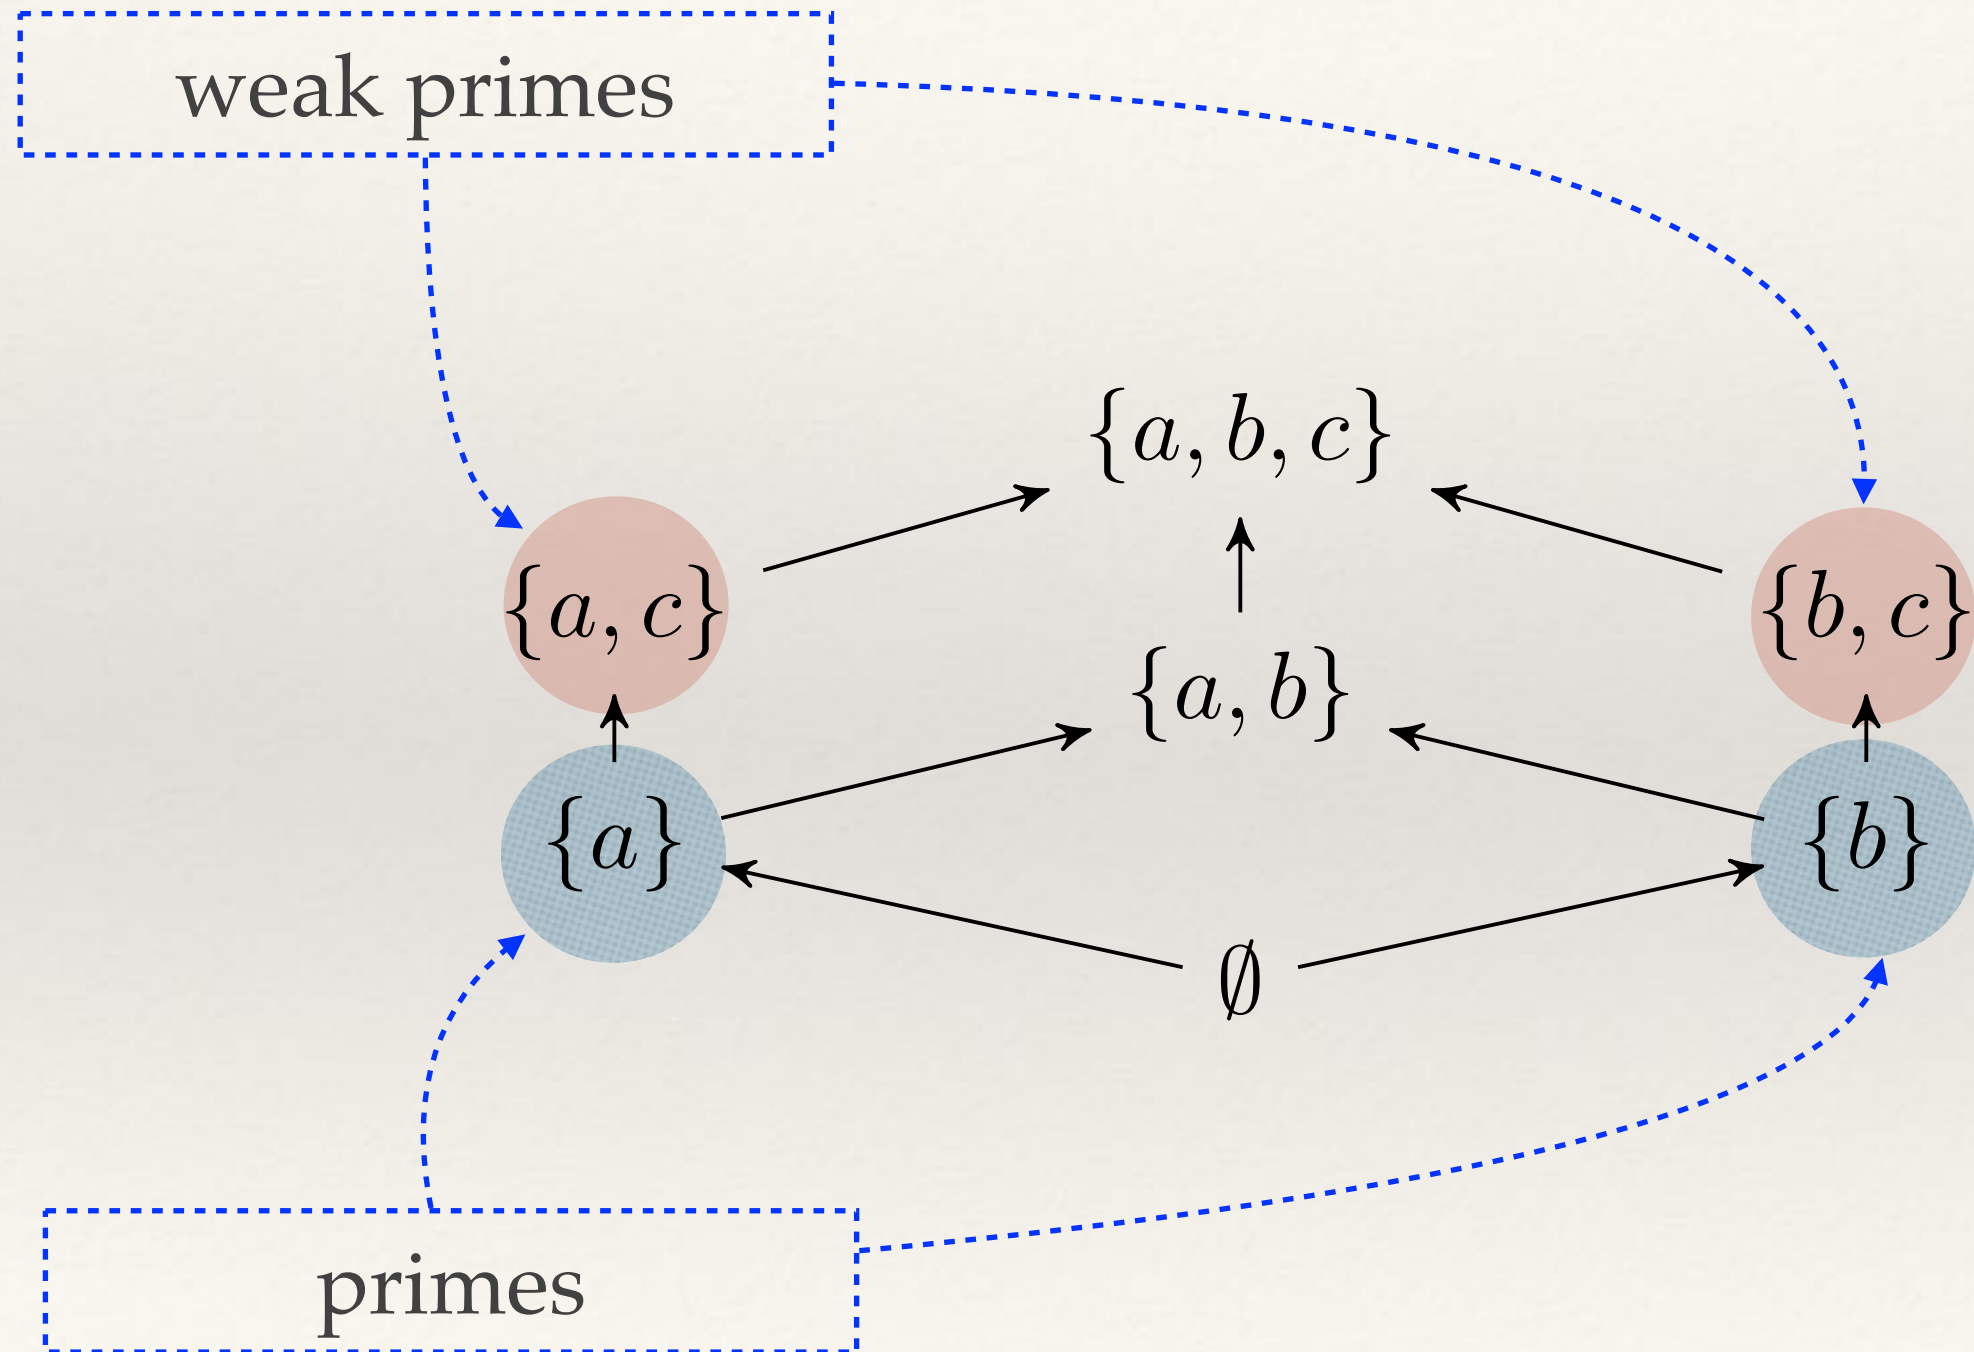 weak primes
{a, b, c}
{a, c}
{b, c}
{a, b}
{a}
{b}
∅
primes